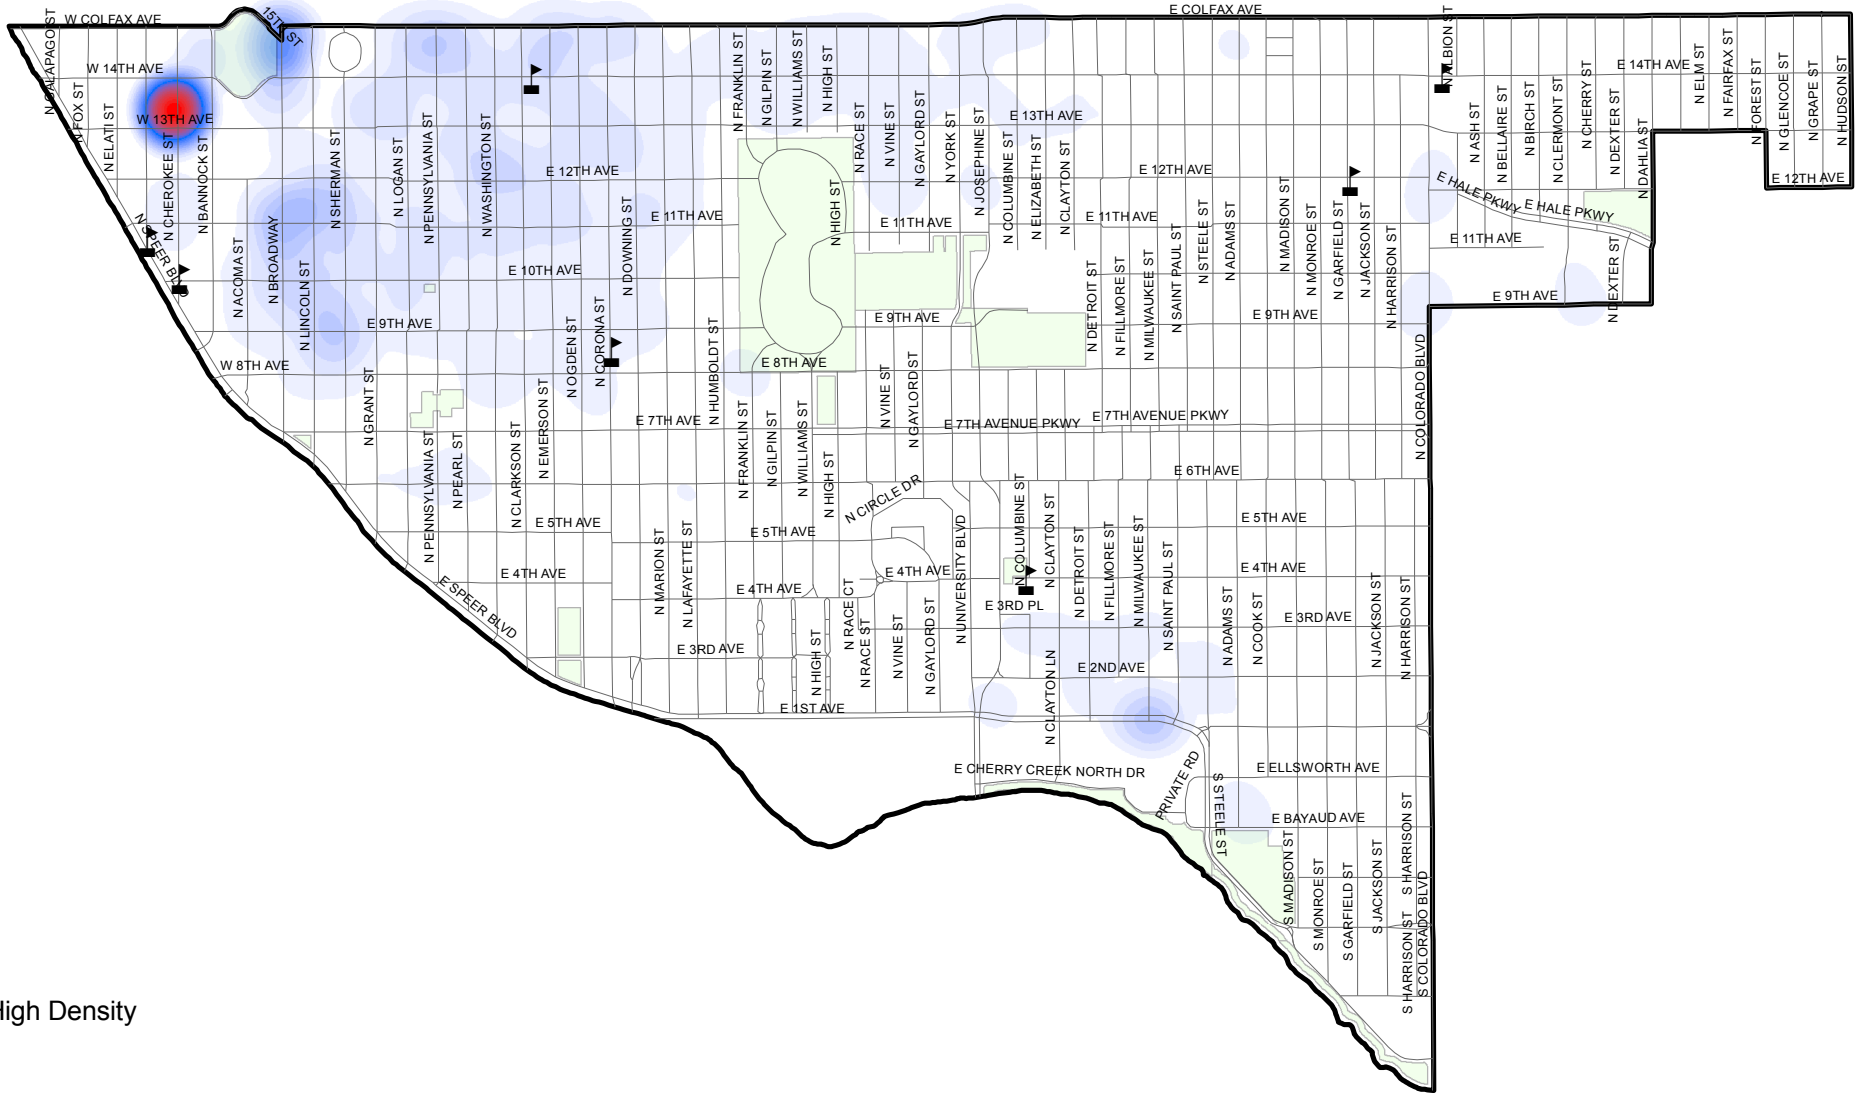 W COLFAX AVE
15TH ST
E COLFAX AVE
N GALAPAGO ST
W 14TH AVE
N FOX ST
N ELATI ST
W 13TH AVE
N CHEROKEE ST
N BANNOCK ST
N SPEER BLVD
N ACOMA ST
N BROADWAY
N LINCOLN ST
N SHERMAN ST
N LOGAN ST
N PENNSYLVANIA ST
N WASHINGTON ST
E 12TH AVE
E 11TH AVE
E 10TH AVE
N DOWNING ST
E 9TH AVE
W 8TH AVE
N GRANT ST
N OGDEN ST
N CORONA ST
N HUMBOLDT ST
N FRANKLIN ST
N GILPIN ST
N WILLIAMS ST
N HIGH ST
N RACE ST
N VINE ST
N GAYLORD ST
N YORK ST
N JOSEPHINE ST
N COLUMBINE ST
N ELIZABETH ST
N CLAYTON ST
E 13TH AVE
N HIGH ST
E 11TH AVE
E 9TH AVE
E 8TH AVE
E 12TH AVE
E 11TH AVE
N DETROIT ST
N FILLMORE ST
N MILWAUKEE ST
N SAINT PAUL ST
N STEELE ST
N ADAMS ST
N MADISON ST
N MONROE ST
N GARFIELD ST
N JACKSON ST
N HARRISON ST
E 9TH AVE
N COLORADO BLVD
N ALBION ST
E 14TH AVE
N ASH ST
N BELLAIRE ST
N BIRCH ST
N CLERMONT ST
N CHERRY ST
N DEXTER ST
N DAHLIA ST
N ELM ST
N FAIRFAX ST
N FOREST ST
N GLENCOE ST
N GRAPE ST
N HUDSON ST
E 12TH AVE
E HALE PKWY
E HALE PKWY
E 11TH AVE
E 9TH AVE
N DEXTER ST
E 7TH AVE
N VINE ST
N GAYLORD ST
E 7TH AVENUE PKWY
E 7TH AVENUE PKWY
E 6TH AVE
N PENNSYLVANIA ST
N PEARL ST
N CLARKSON ST
N EMERSON ST
N FRANKLIN ST
N GILPIN ST
N WILLIAMS ST
N HIGH ST
N CIRCLE DR
E 5TH AVE
E 5TH AVE
E 5TH AVE
E 4TH AVE
N MARION ST
N LAFAYETTE ST
E 4TH AVE
E 4TH AVE
E 4TH AVE
N UNIVERSITY BLVD
N COLUMBINE ST
N CLAYTON ST
N DETROIT ST
N FILLMORE ST
N MILWAUKEE ST
N SAINT PAUL ST
E SPEER BLVD
E 3RD AVE
N HIGH ST
N RACE CT
N RACE ST
N VINE ST
N GAYLORD ST
E 3RD PL
E 3RD AVE
N ADAMS ST
N COOK ST
N JACKSON ST
N HARRISON ST
E 2ND AVE
N CLAYTON LN
E 1ST AVE
E CHERRY CREEK NORTH DR
PRIVATE RD
S STEELE ST
E ELLSWORTH AVE
E BAYAUD AVE
S MADISON ST
S MONROE ST
S GARFIELD ST
S JACKSON ST
S HARRISON ST
S HARRISON ST
S COLORADO BLVD
High Density